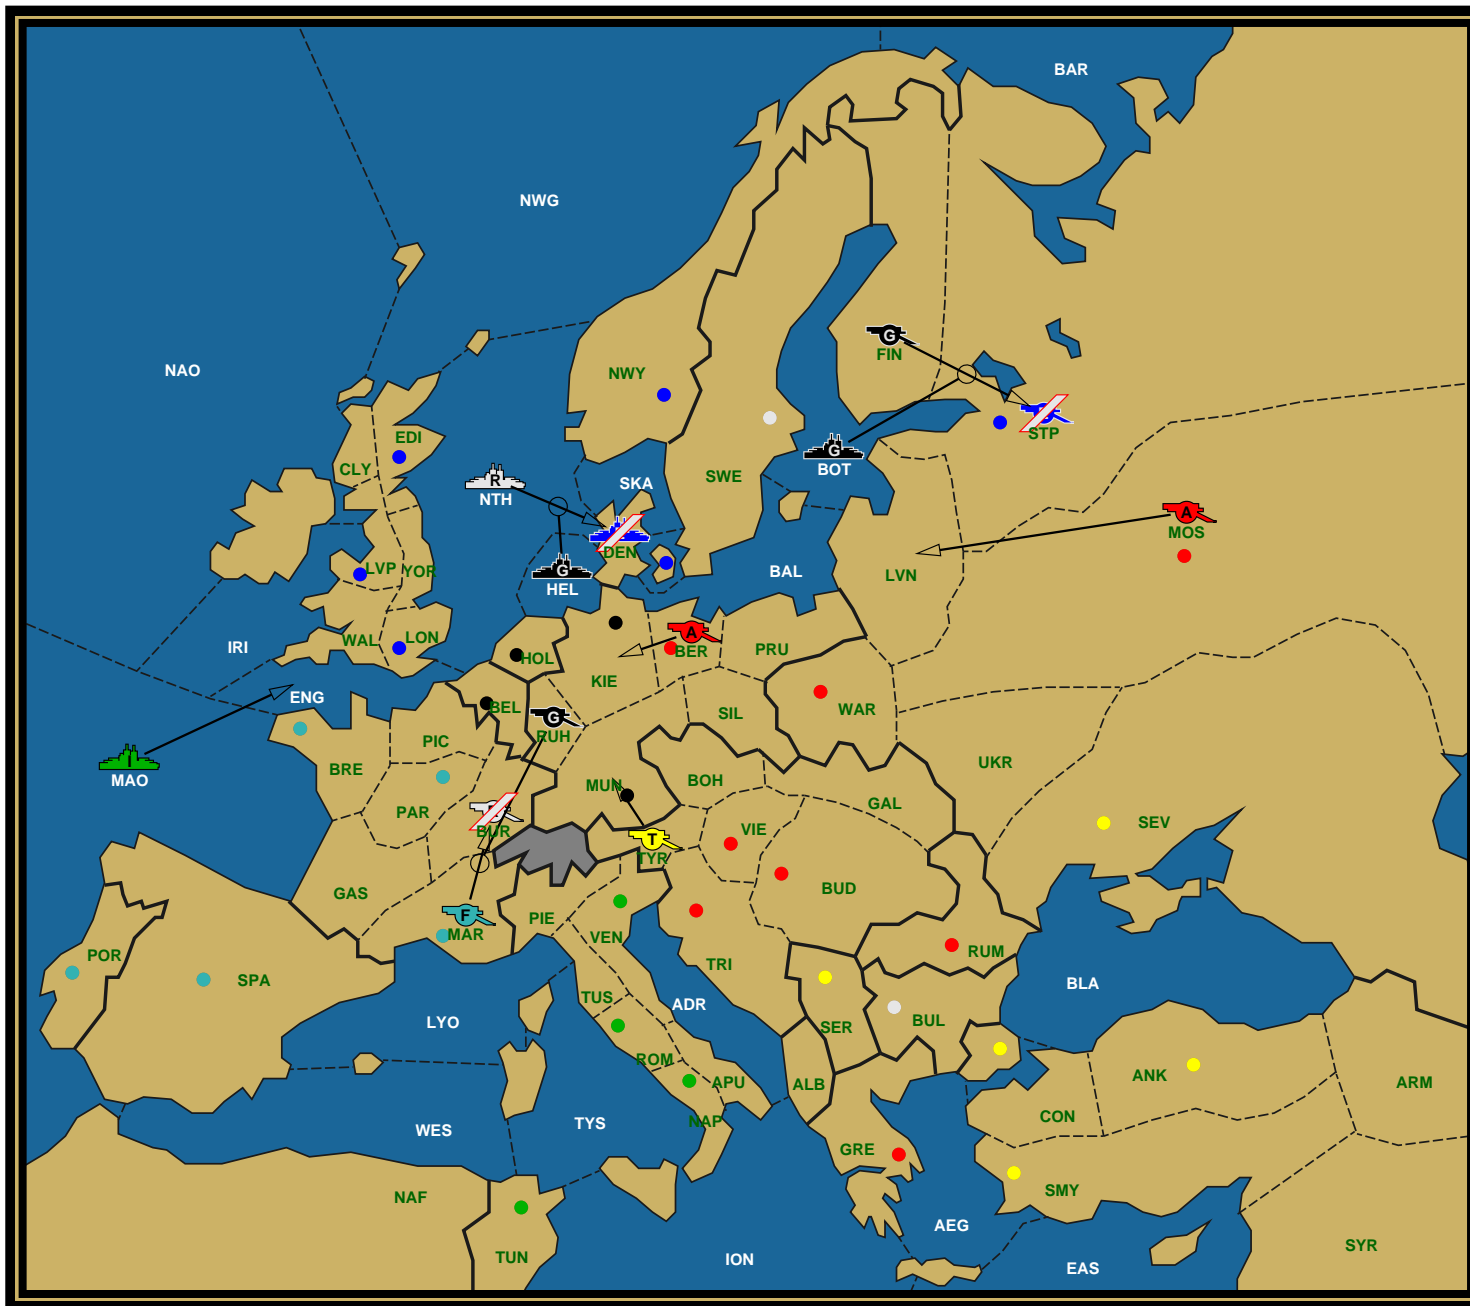 BAR
NWG
NAO
G
FIN
NWY
STP
EDI
G
BOT
CLY
SWE
R
NTH
SKA
A
MOS
DEN
LVP
YOR
G
HEL
BAL
LVN
WAL
LON
IRI
HOL
A
BER
PRU
KIE
ENG
BEL
G
RUH
SIL
WAR
PIC
BRE
UKR
I
MAO
MUN
BOH
GAL
PAR
BUR
VIE
SEV
T
TYR
BUD
GAS
F
MAR
PIE
VEN
POR
RUM
SPA
TRI
BLA
TUS
ADR
LYO
BUL
SER
ROM
APU
ALB
ANK
ARM
CON
NAP
WES
TYS
GRE
NAF
SMY
AEG
TUN
ION
EAS
SYR